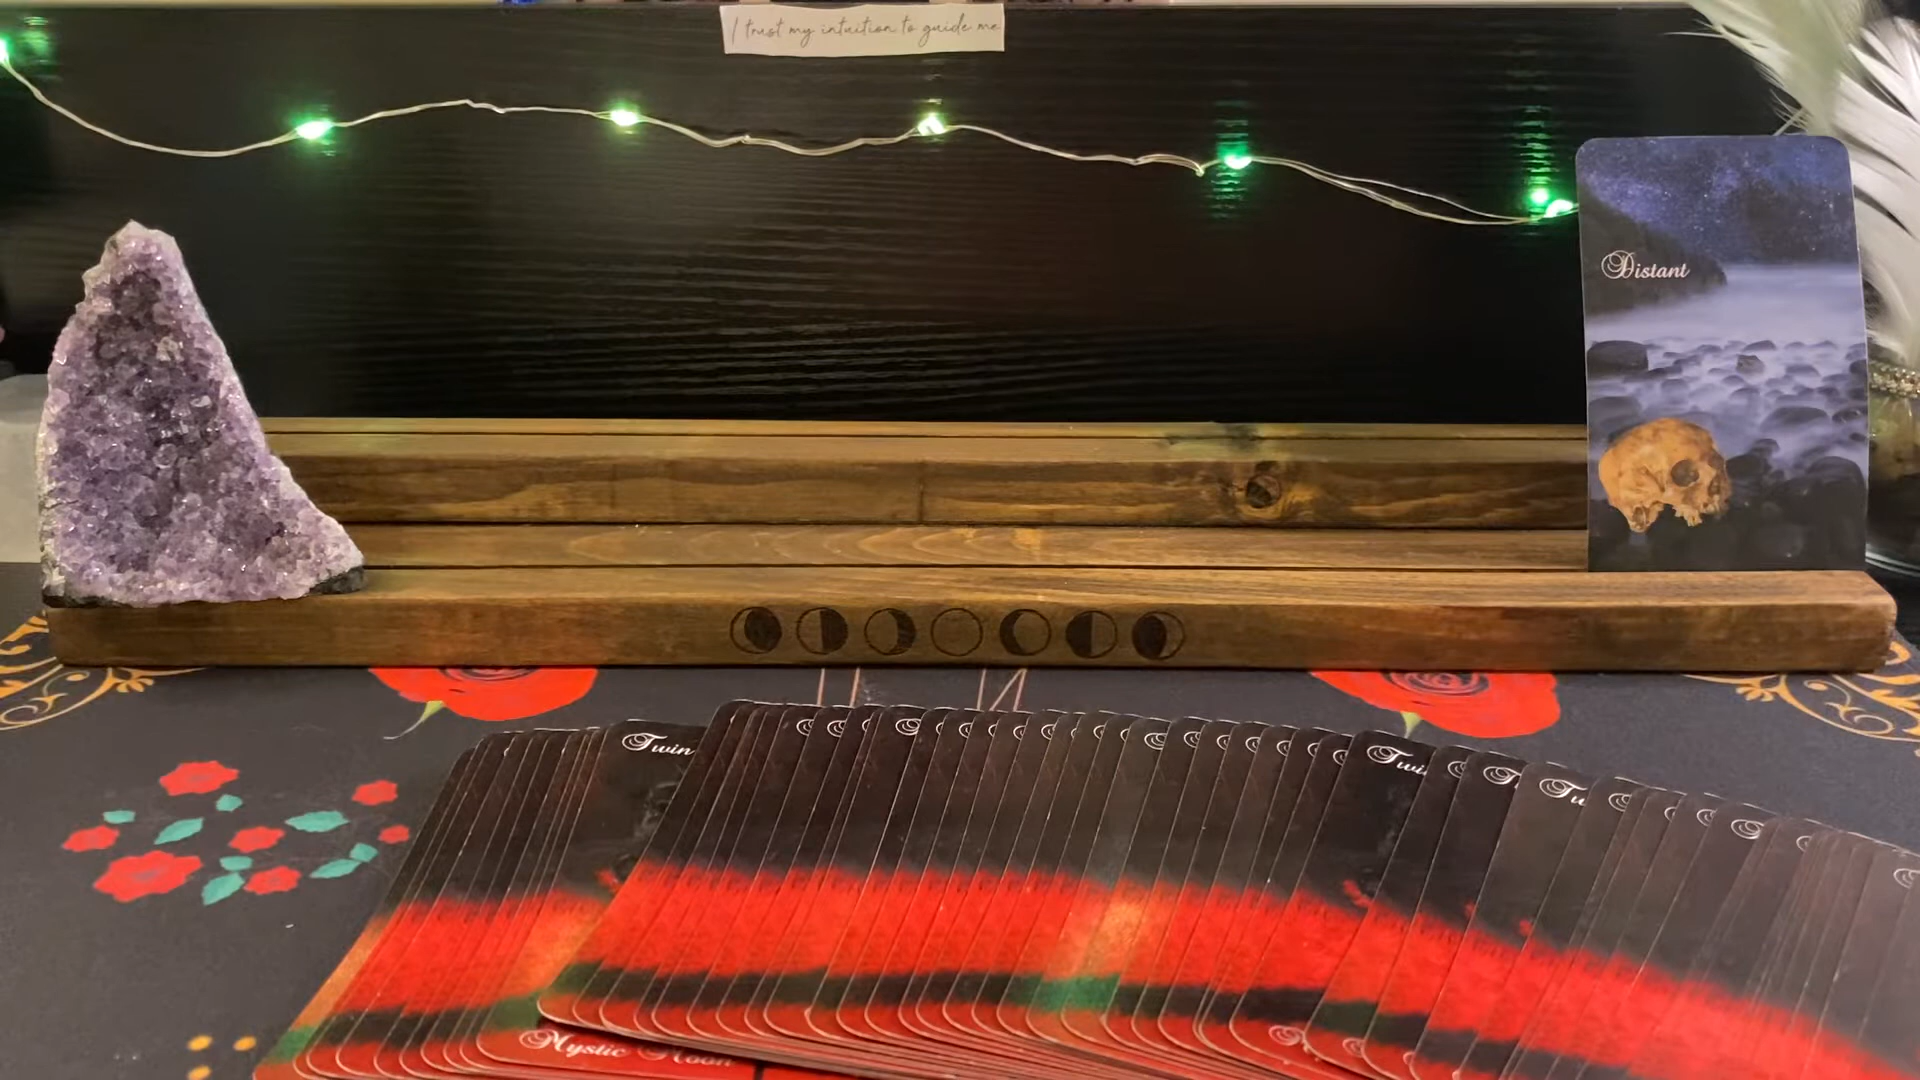 I trust my intuition to guide me
Distant
Twin
Twi
T
Tw
Mystic Moon
M